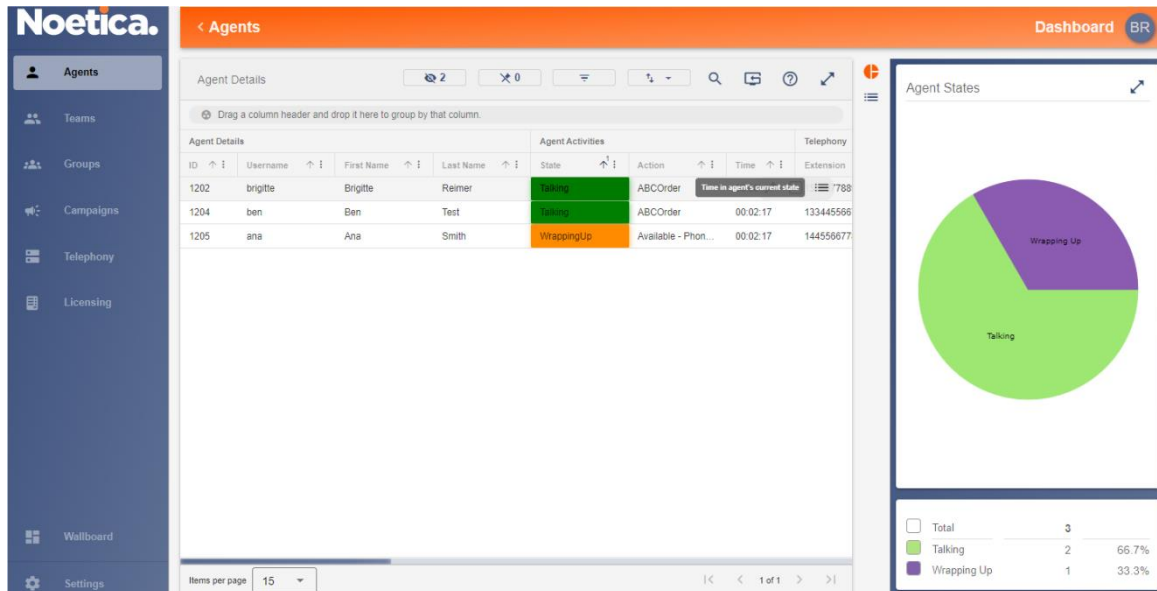 Noetica.
< Agents
Dashboard BR
Agents
Teams
Groups
Campaigns
Telephony
Licensing
Wallboard
Settings
Agent Details 2 0
Drag a column header and drop it here to group by that column.
Agent Details Agent Activities Telephony
ID Username First Name Last Name State 1 Action Time Extension
1202 brigitte Brigitte Reimer Talking ABCOrder Time in agent's current state 788
1204 ben Ben Test Talking ABCOrder 00:02:17 133445566
1205 ana Ana Smith WrappingUp Available - Phon... 00:02:17 144556677
Items per page 15 1 of 1
Agent States
Wrapping Up
Talking
Total 3
Talking 2 66.7%
Wrapping Up 1 33.3%